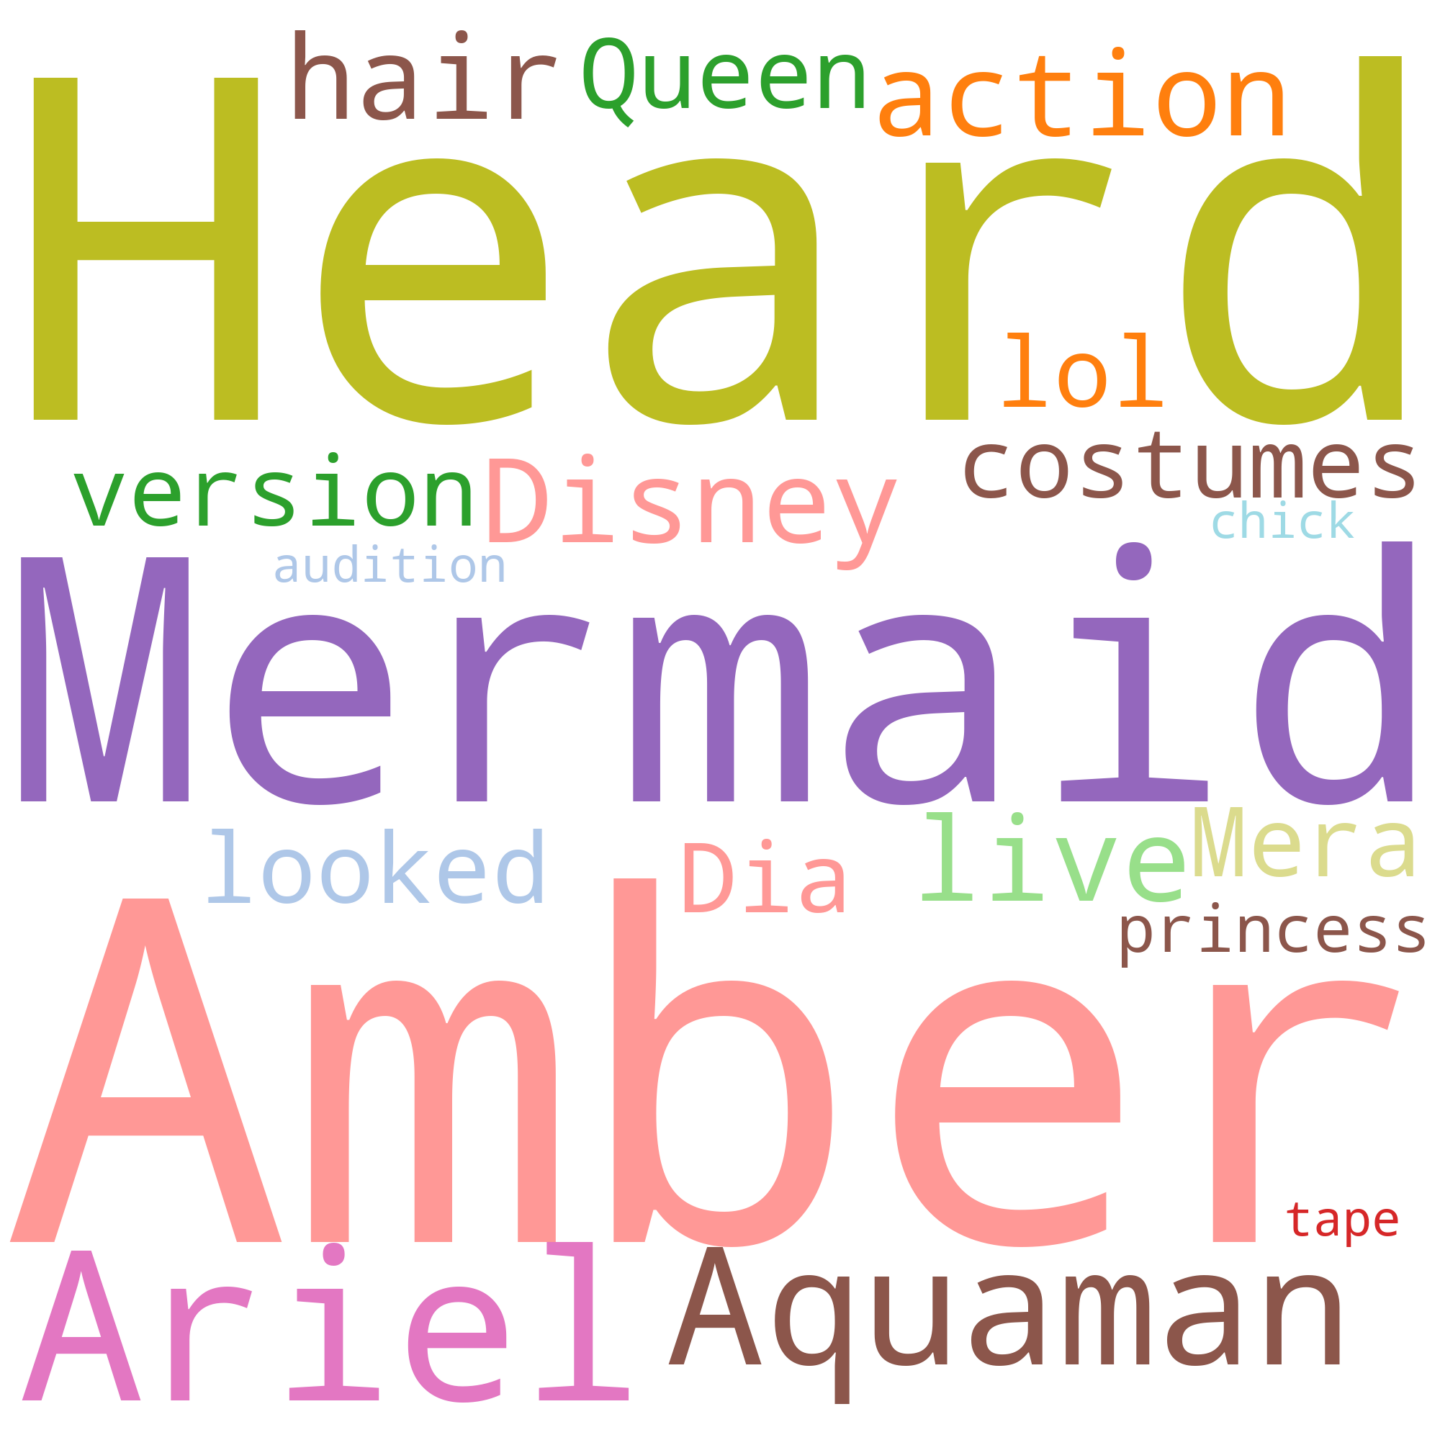 hair Queen action
Heard
lol
costumes
version Disney
chick
audition
Mermaid
looked Dia live Mera
princess
Amber
tape
Ariel Aquaman